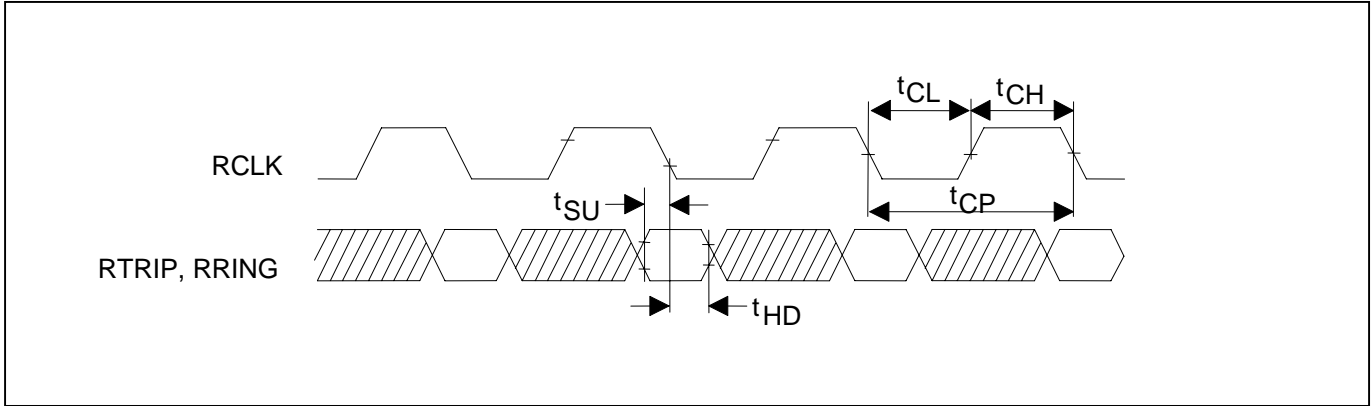 tCL
tCH
RCLK
tSU
tCP
RTRIP, RRING
tHD